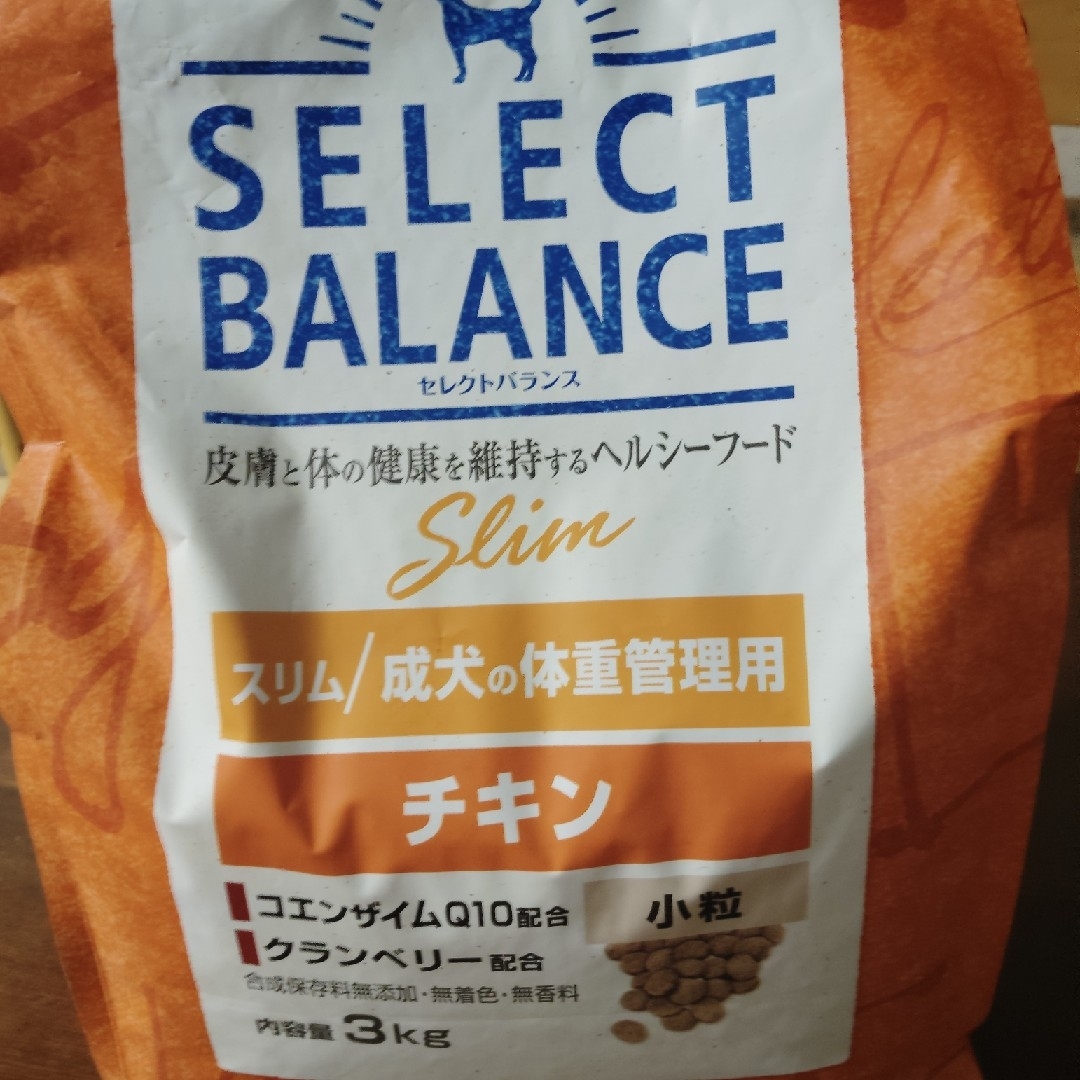 SELECT
BALANCE
セレクトバランス
皮膚と体の健康を維持するヘルシーフード
Slim
スリム/成犬の体重管理用
チキン
コエンザイムQ10配合
小粒
クランベリー配合
合成保存料無添加・無着色・無香料
内容量 3kg